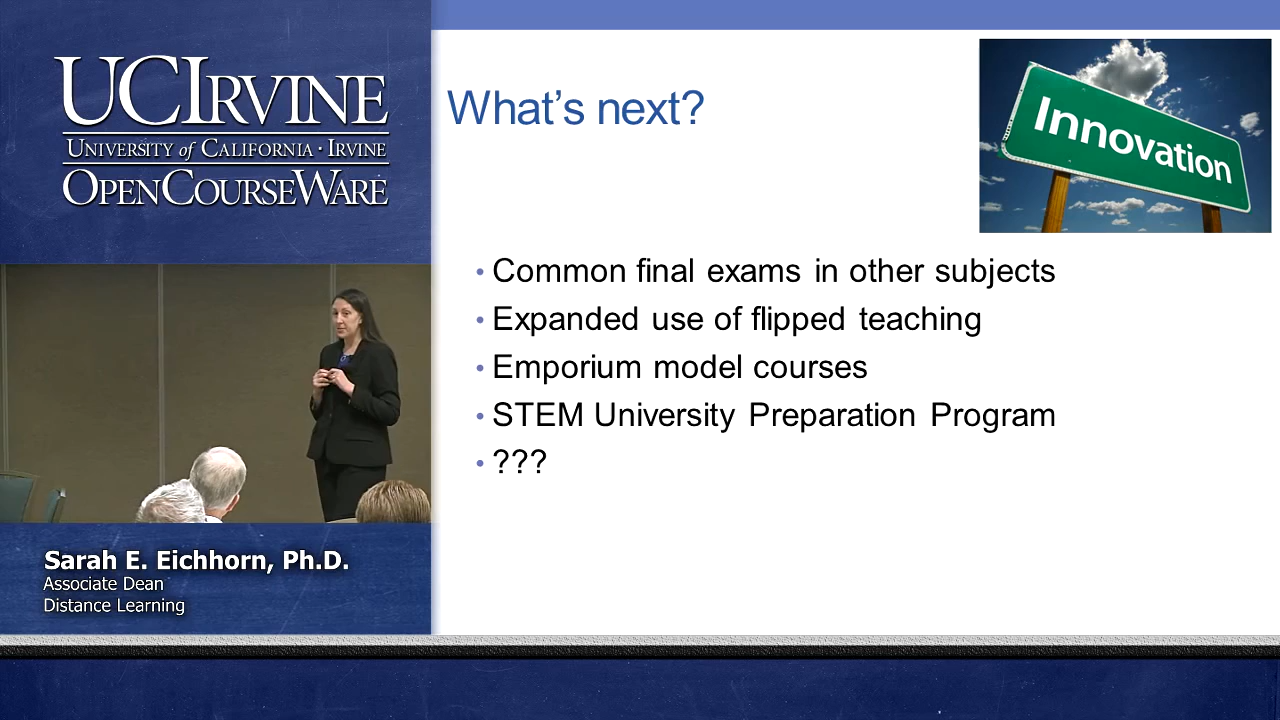 UCIRVINE
UNIVERSITY of CALIFORNIA · IRVINE
OPENCOURSEWARE
What’s next?
Innovation
• Common final exams in other subjects
• Expanded use of flipped teaching
• Emporium model courses
• STEM University Preparation Program
• ???
Sarah E. Eichhorn, Ph.D.
Associate Dean
Distance Learning